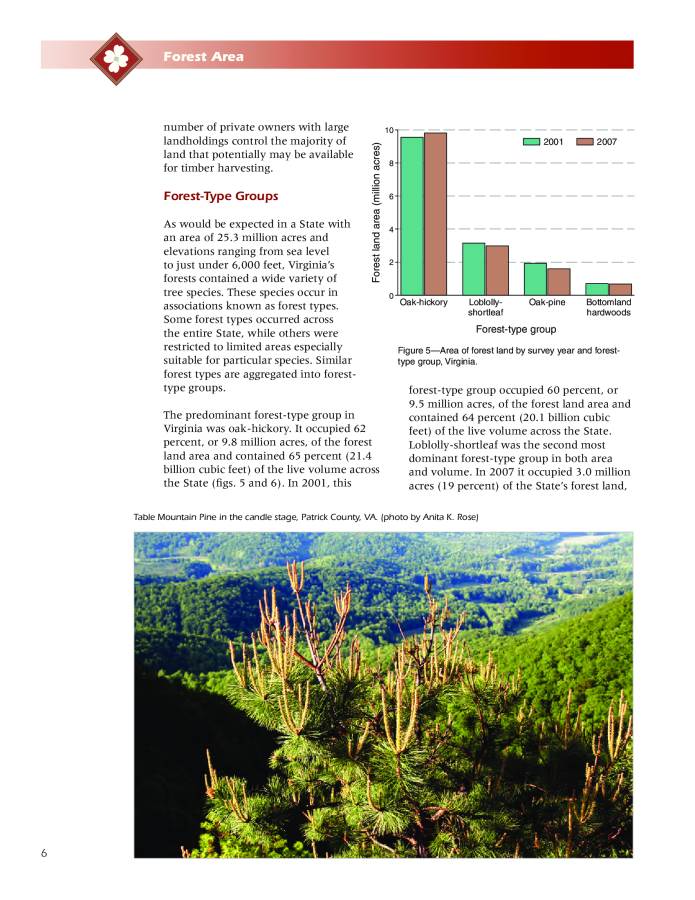 Forest Area
number of private owners with large
landholdings control the majority of
land that potentially may be available
for timber harvesting.
Forest-Type Groups
As would be expected in a State with
an area of 25.3 million acres and
elevations ranging from sea level
to just under 6,000 feet, Virginia’s
forests contained a wide variety of
tree species. These species occur in
associations known as forest types.
Some forest types occurred across
the entire State, while others were
restricted to limited areas especially
suitable for particular species. Similar
forest types are aggregated into forest-
type groups.
The predominant forest-type group in
Virginia was oak-hickory. It occupied 62
percent, or 9.8 million acres, of the forest
land area and contained 65 percent (21.4
billion cubic feet) of the live volume across
the State (figs. 5 and 6). In 2001, this
Forest land area (million acres)
10
8
6
4
2
0
2001 2007
Oak-hickory Loblolly- Oak-pine Bottomland
shortleaf hardwoods
Forest-type group
Figure 5—Area of forest land by survey year and forest-
type group, Virginia.
forest-type group occupied 60 percent, or
9.5 million acres, of the forest land area and
contained 64 percent (20.1 billion cubic
feet) of the live volume across the State.
Loblolly-shortleaf was the second most
dominant forest-type group in both area
and volume. In 2007 it occupied 3.0 million
acres (19 percent) of the State’s forest land,
Table Mountain Pine in the candle stage, Patrick County, VA. (photo by Anita K. Rose)
6